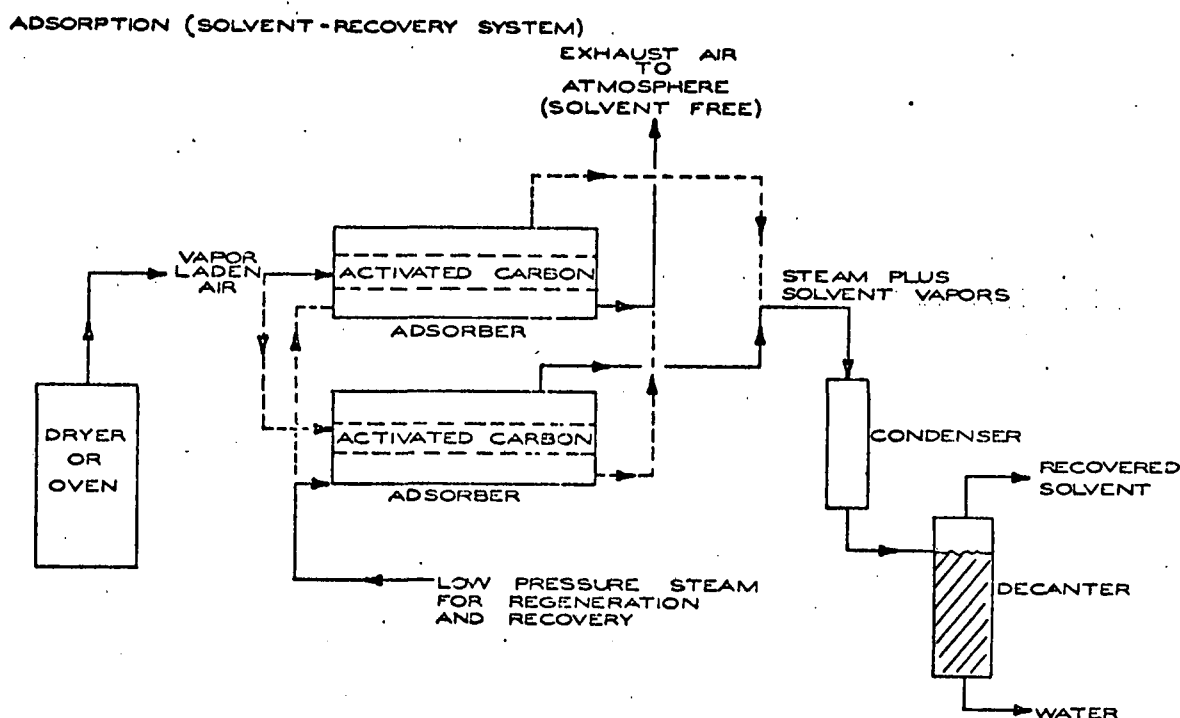 ADSORPTION (SOLVENT-RECOVERY SYSTEM)
EXHAUST AIR
TO
ATMOSPHERE
(SOLVENT FREE)
VAPOR
LADEN
AIR
ACTIVATED CARBON
ADSORBER
STEAM PLUS
SOLVENT VAPORS
DRYER
OR
OVEN
ACTIVATED CARBON
ADSORBER
CONDENSER
RECOVERED
SOLVENT
LOW PRESSURE STEAM
FOR REGENERATION
AND RECOVERY
DECANTER
WATER